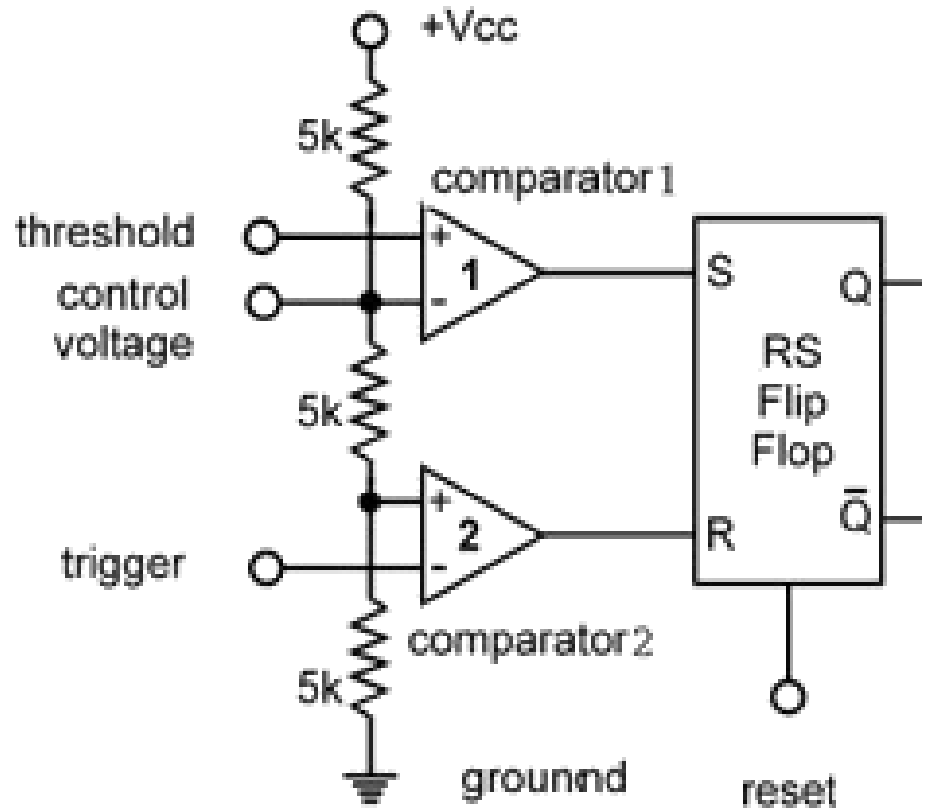 +Vcc
5k
comparator 1
threshold
+
1
S
Q
control
voltage
-
RS
Flip
Flop
5k
+
2
R
Q̅
trigger
-
comparator 2
5k
grounnd
reset